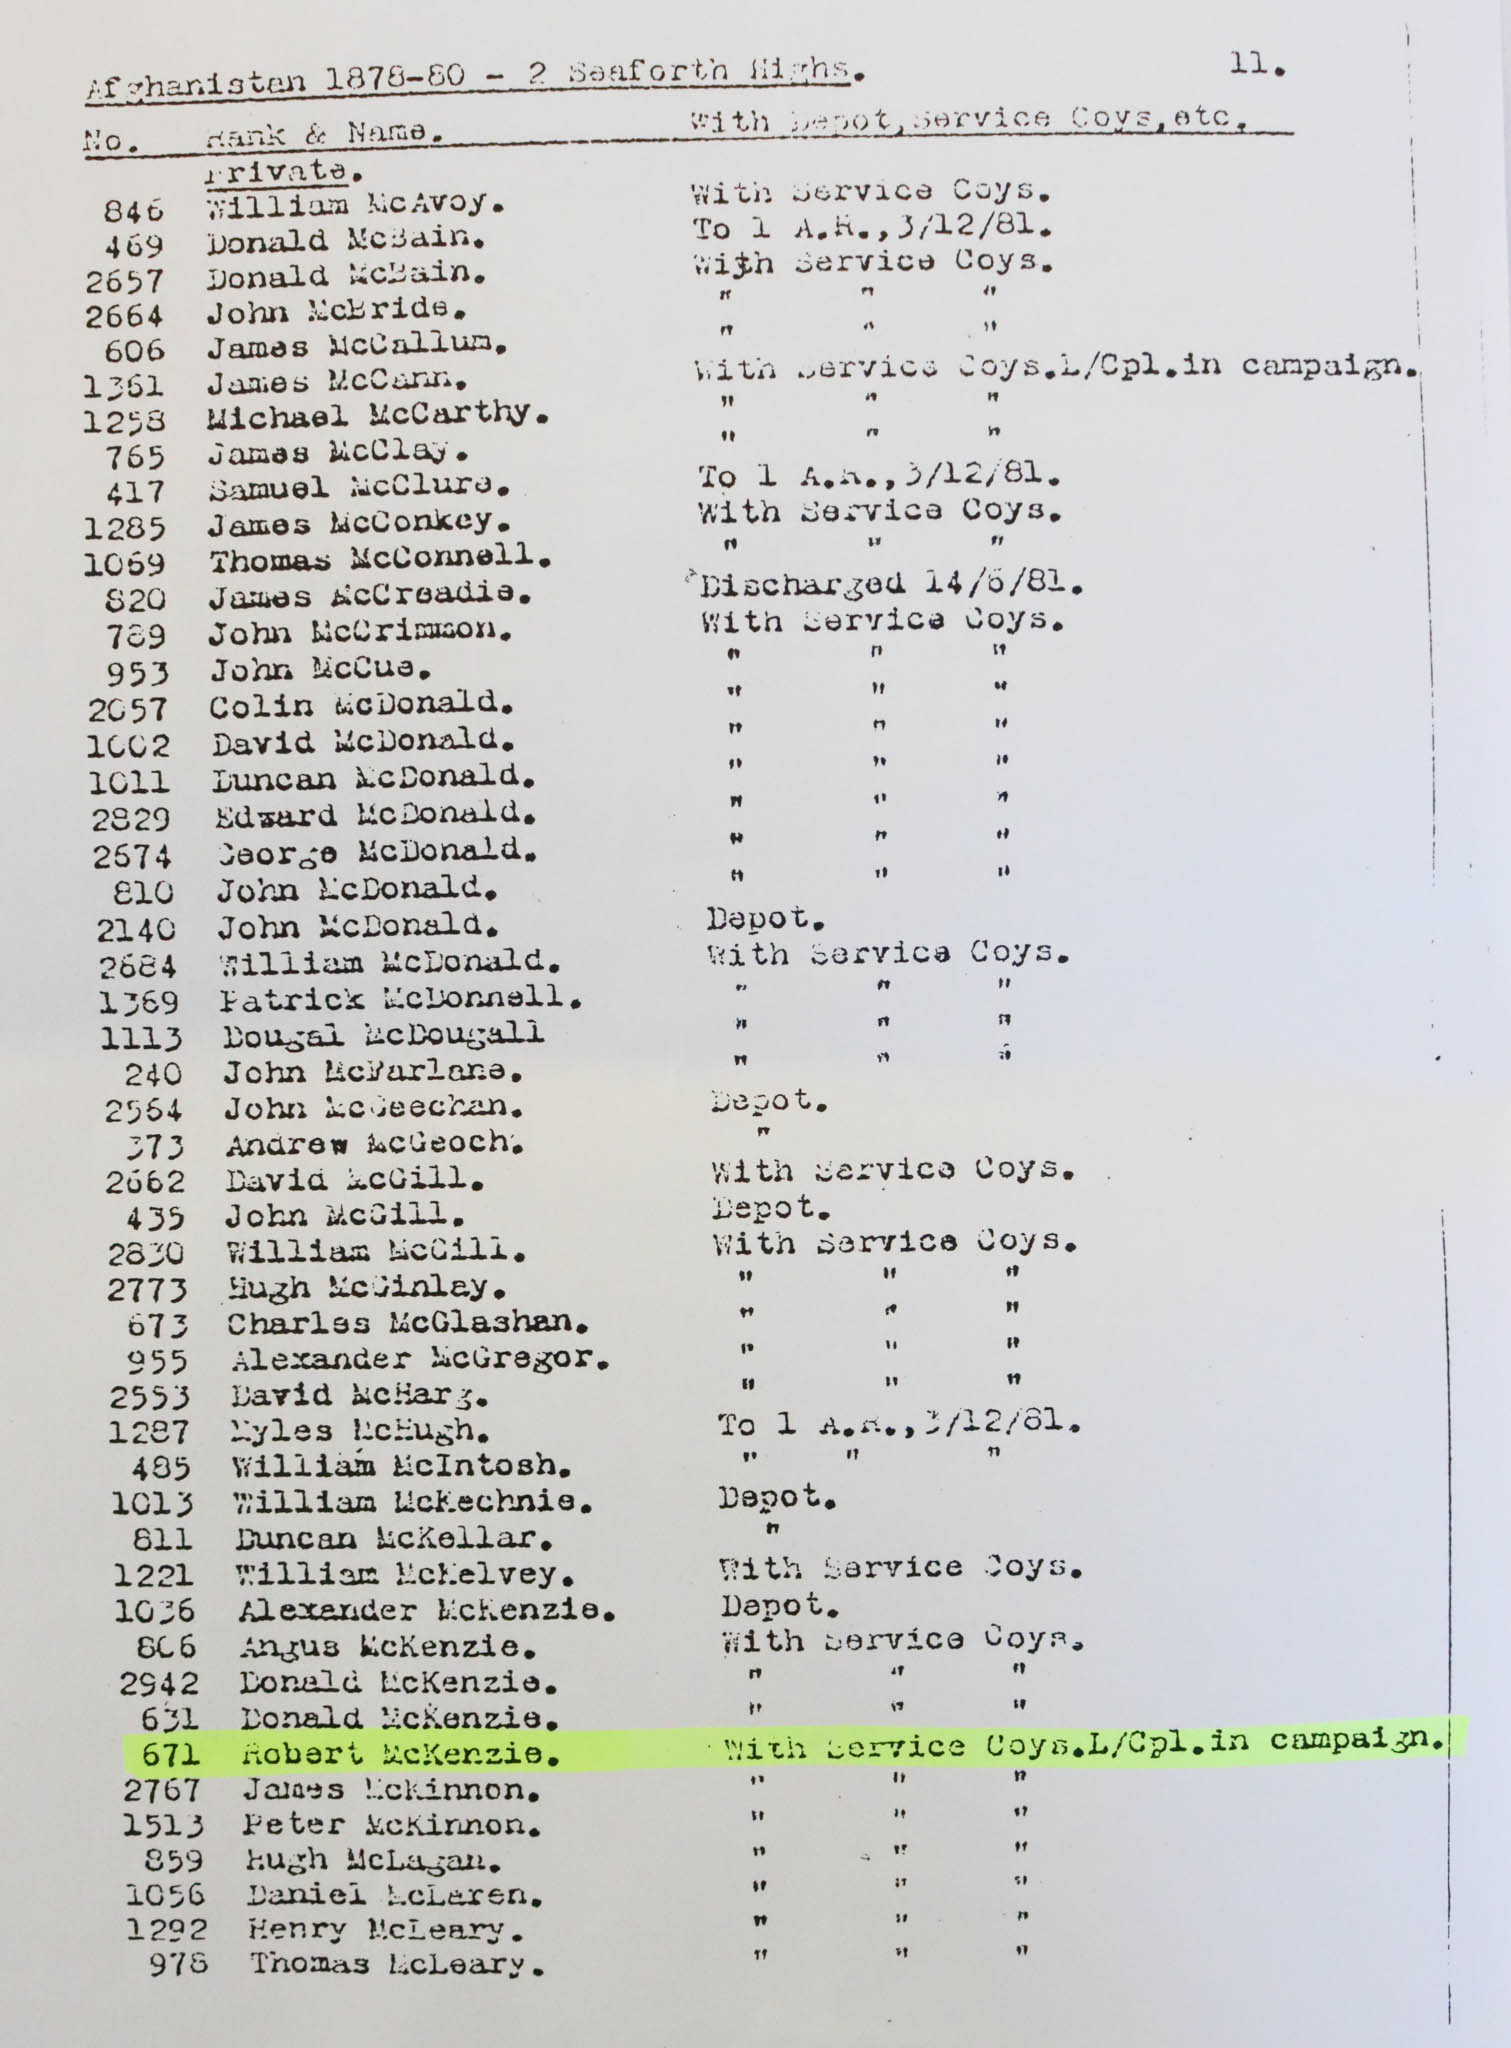 Afghanistan 1878-80 - 2 Seaforth Highs. 11.
No. Rank & Name. With Depot,Service Coys,etc.
Private.
846 William McAvoy. With Service Coys.
469 Donald McBain. To 1 A.R.,3/12/81.
2657 Donald McBain. With Service Coys.
2664 John McBride. " " "
606 James McCallum. " " "
1361 James McCann. With Service Coys.L/Cpl.in campaign.
1258 Michael McCarthy. " " "
765 James McClay. " " "
417 Samuel McClure. To 1 A.R.,3/12/81.
1285 James McConkey. With Service Coys.
1069 Thomas McConnell. " " "
820 James McCreadie. Discharged 14/6/81.
789 John McCrimmon. With Service Coys.
953 John McCue. " " "
2057 Colin McDonald. " " "
1002 David McDonald. " " "
1011 Duncan McDonald. " " "
2829 Edward McDonald. " " "
2674 George McDonald. " " "
810 John McDonald. " " "
2140 John McDonald. Depot.
2684 William McDonald. With Service Coys.
1369 Patrick McDonnell. " " "
1113 Dougal McDougall " " "
240 John McFarlane. " " "
2564 John McGeechan. Depot.
373 Andrew McGeoch. "
2662 David McGill. With Service Coys.
435 John McGill. Depot.
2830 William McGill. With Service Coys.
2773 Hugh McGinlay. " " "
673 Charles McGlashan. " " "
955 Alexander McGregor. " " "
2553 David McHarg. " " "
1287 Myles McHugh. To 1 A.R.,3/12/81.
485 William McIntosh. " " "
1013 William McKechnie. Depot.
811 Duncan McKellar. "
1221 William McKelvey. With Service Coys.
1036 Alexander McKenzie. Depot.
806 Angus McKenzie. With Service Coys.
2942 Donald McKenzie. " " "
631 Donald McKenzie. " " "
671 Robert McKenzie. With Service Coys.L/Cpl.in campaign.
2767 James McKinnon. " " "
1513 Peter McKinnon. " " "
859 Hugh McLagan. " " "
1056 Daniel McLaren. " " "
1292 Henry McLeary. " " "
978 Thomas McLeary. " " "